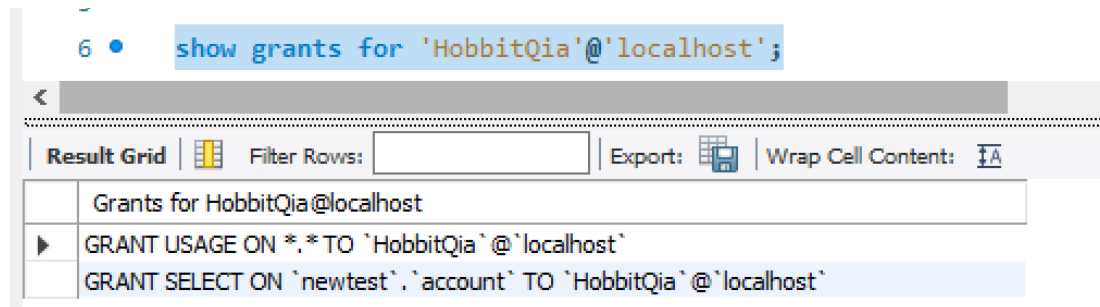 6 show grants for 'HobbitQia'@'localhost';
Result Grid Filter Rows: Export: Wrap Cell Content: IA
Grants for HobbitQia@localhost
GRANT USAGE ON *.* TO `HobbitQia`@`localhost`
GRANT SELECT ON `newtest`.`account` TO `HobbitQia`@`localhost`